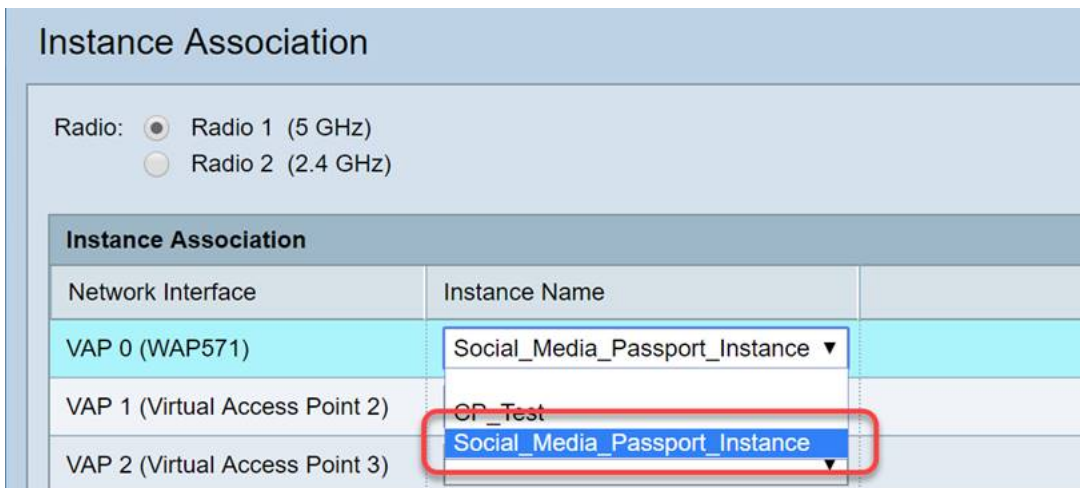 Instance Association
Radio: Radio 1 (5 GHz)
Radio 2 (2.4 GHz)
Instance Association
Network Interface Instance Name
VAP 0 (WAP571) Social_Media_Passport_Instance
VAP 1 (Virtual Access Point 2) CP_Test
Social_Media_Passport_Instance
VAP 2 (Virtual Access Point 3)